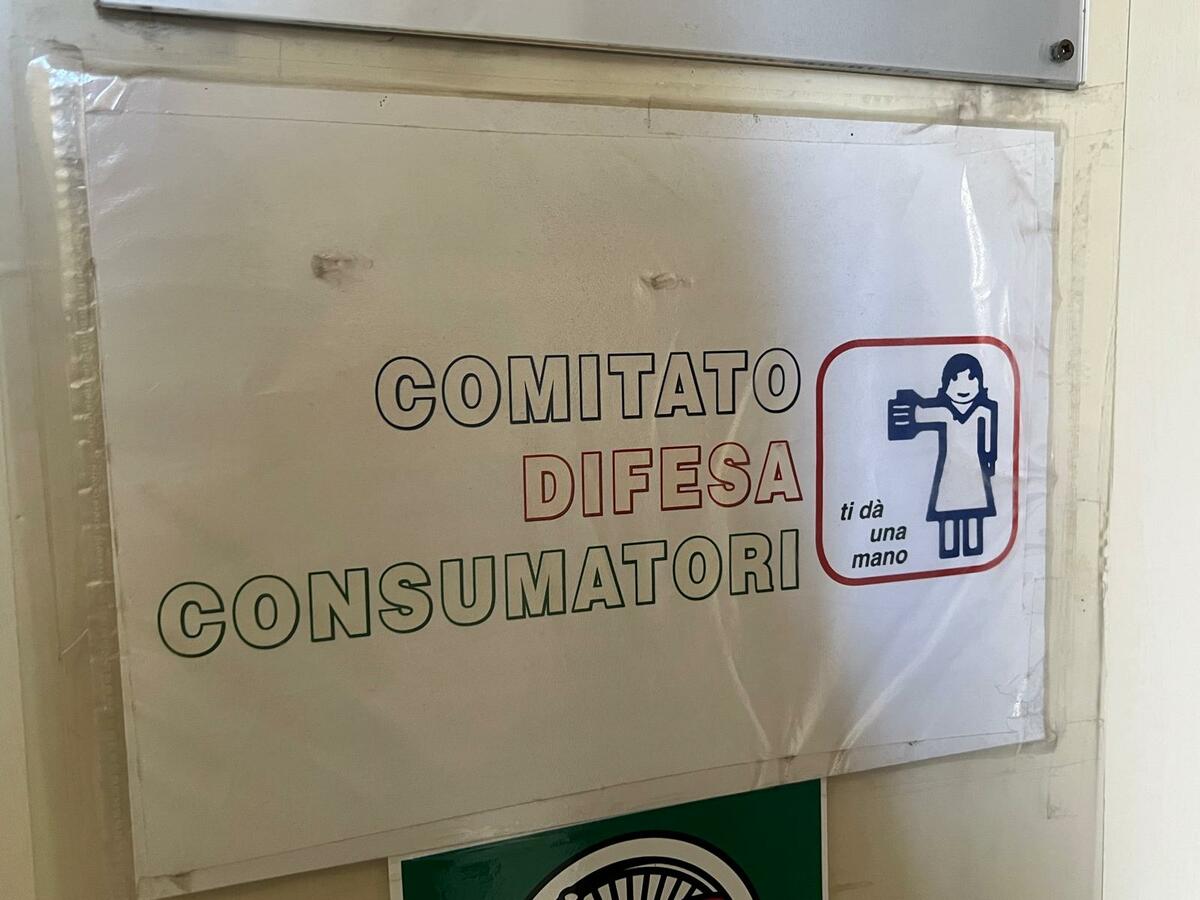 COMITATO
DIFESA
CONSUMATORI
ti dà
una
mano